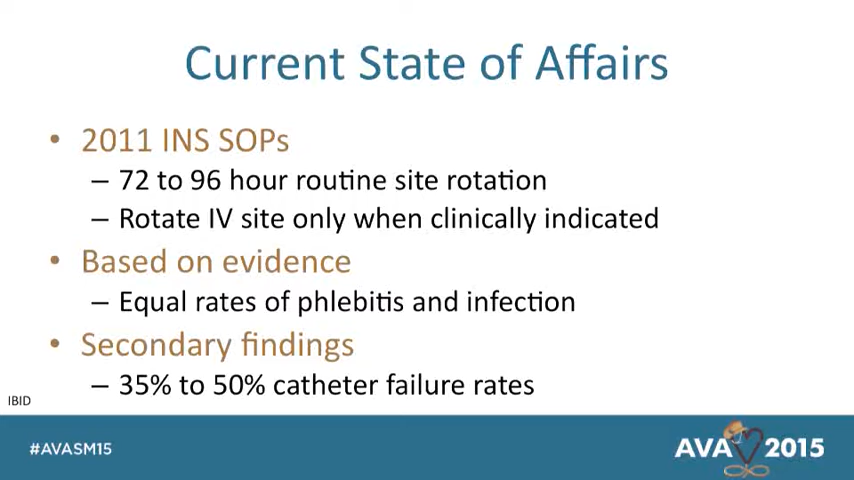 Current State of Affairs
• 2011 INS SOPs
– 72 to 96 hour routine site rotation
– Rotate IV site only when clinically indicated
• Based on evidence
– Equal rates of phlebitis and infection
• Secondary findings
– 35% to 50% catheter failure rates
IBID
#AVASM15
AVA 2015